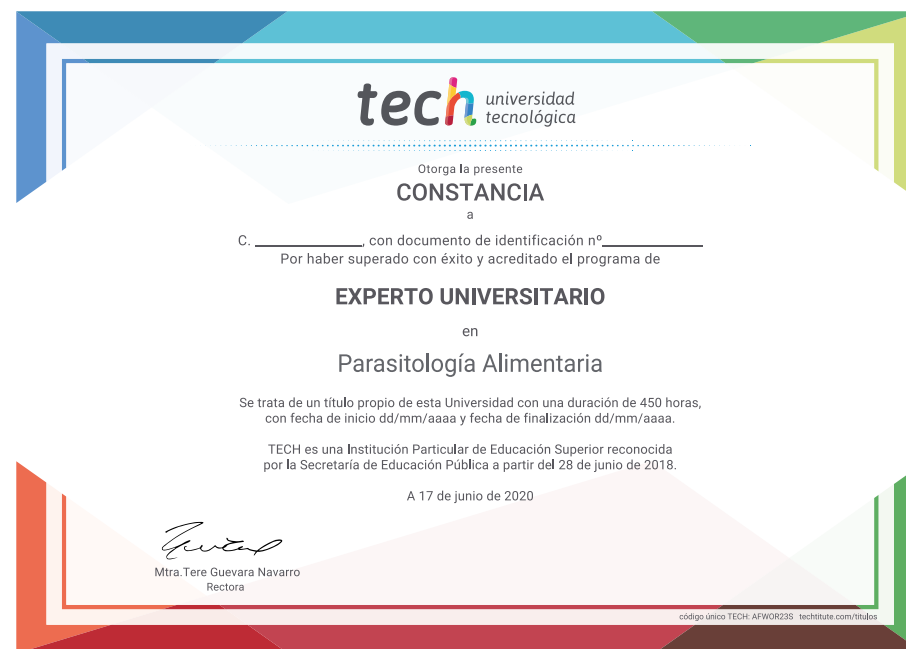 tech universidad
tecnológica
Otorga la presente
CONSTANCIA
a
C. ______________, con documento de identificación nº_____________
Por haber superado con éxito y acreditado el programa de
EXPERTO UNIVERSITARIO
en
Parasitología Alimentaria
Se trata de un título propio de esta Universidad con una duración de 450 horas,
con fecha de inicio dd/mm/aaaa y fecha de finalización dd/mm/aaaa.
TECH es una Institución Particular de Educación Superior reconocida
por la Secretaría de Educación Pública a partir del 28 de junio de 2018.
A 17 de junio de 2020
Mtra.Tere Guevara Navarro
Rectora
código único TECH: AFWOR23S techtitute.com/titulos